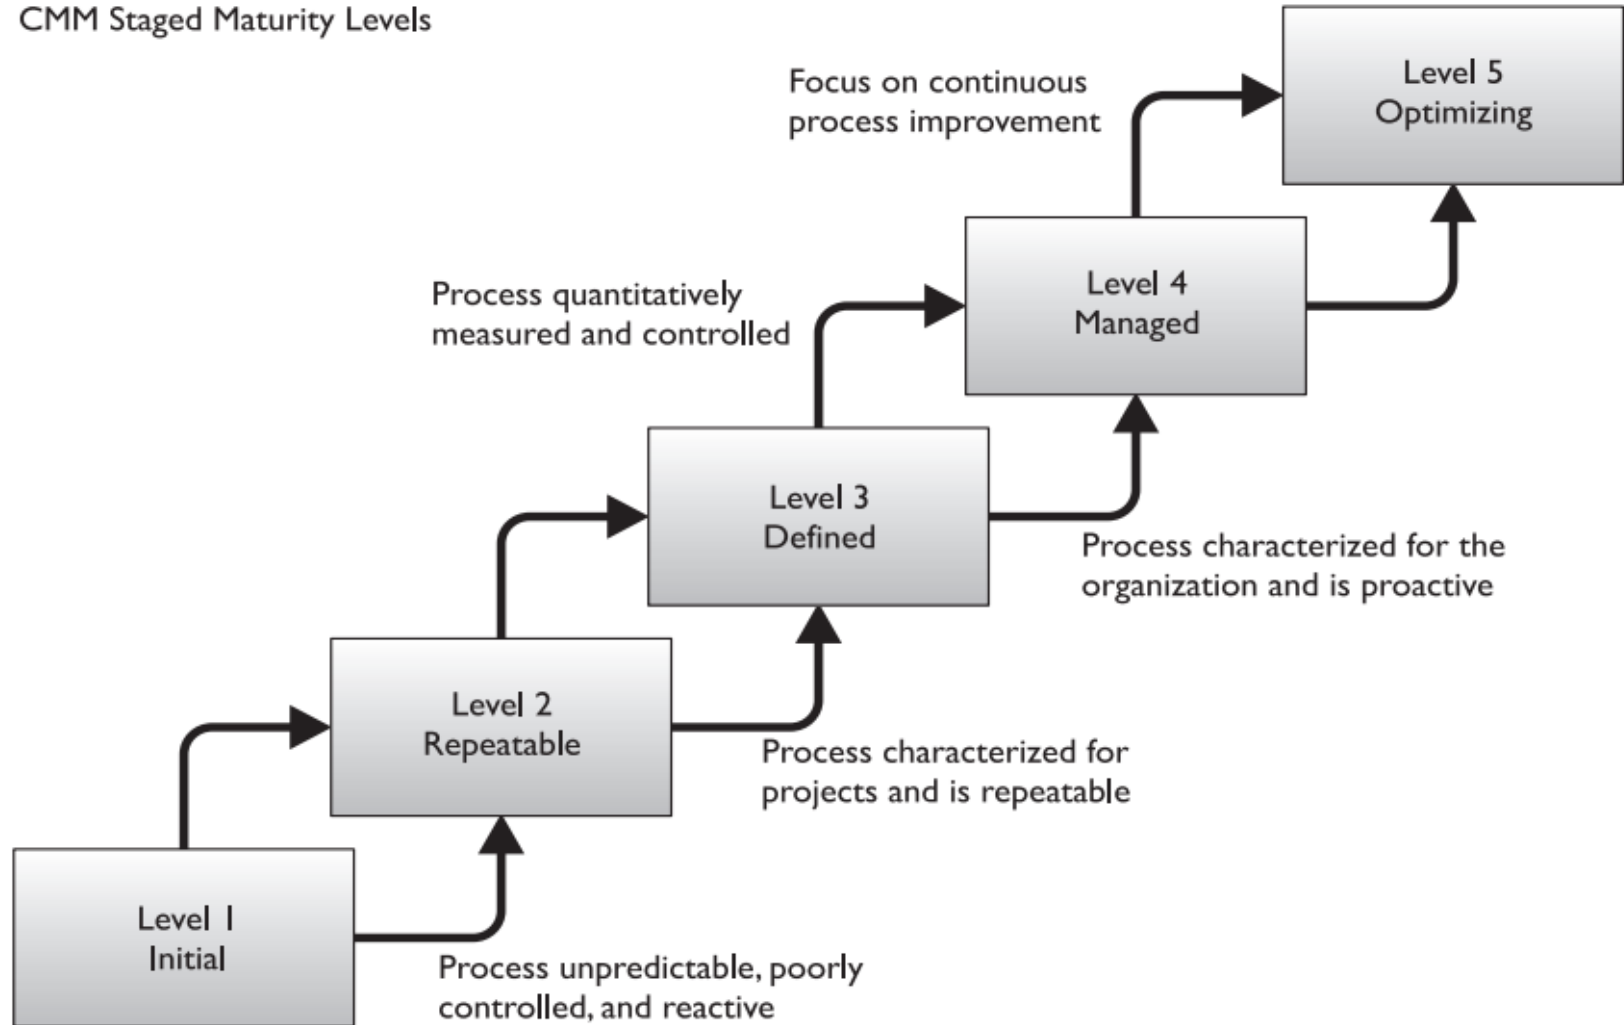 CMM Staged Maturity Levels
Level 5
Optimizing
Focus on continuous
process improvement
Level 4
Managed
Process quantitatively
measured and controlled
Level 3
Defined
Process characterized for the
organization and is proactive
Level 2
Repeatable
Process characterized for
projects and is repeatable
Level 1
Initial
Process unpredictable, poorly
controlled, and reactive